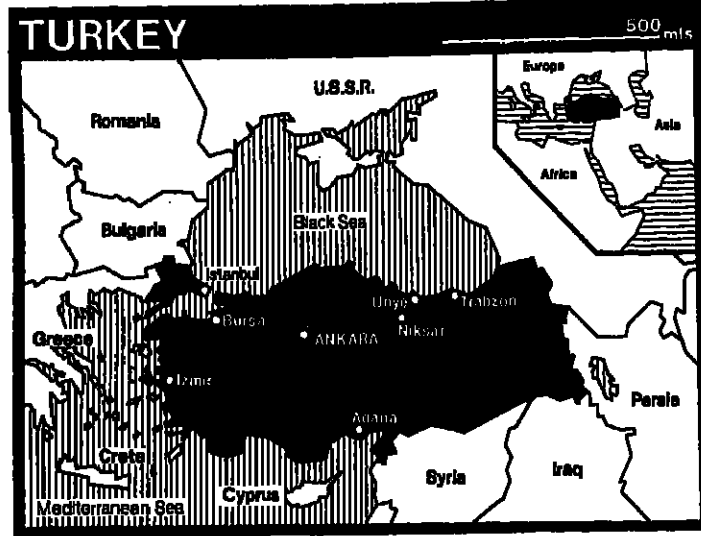 TURKEY
500 mls
Europe
U.S.S.R.
Romania
Asia
Africa
Bulgaria
Black Sea
Istanbul
Unye
Trabzon
Bursa
Niksar
Greece
ANKARA
Izmir
Persia
Adana
Crete
Syria
Iraq
Cyprus
Mediterranean Sea